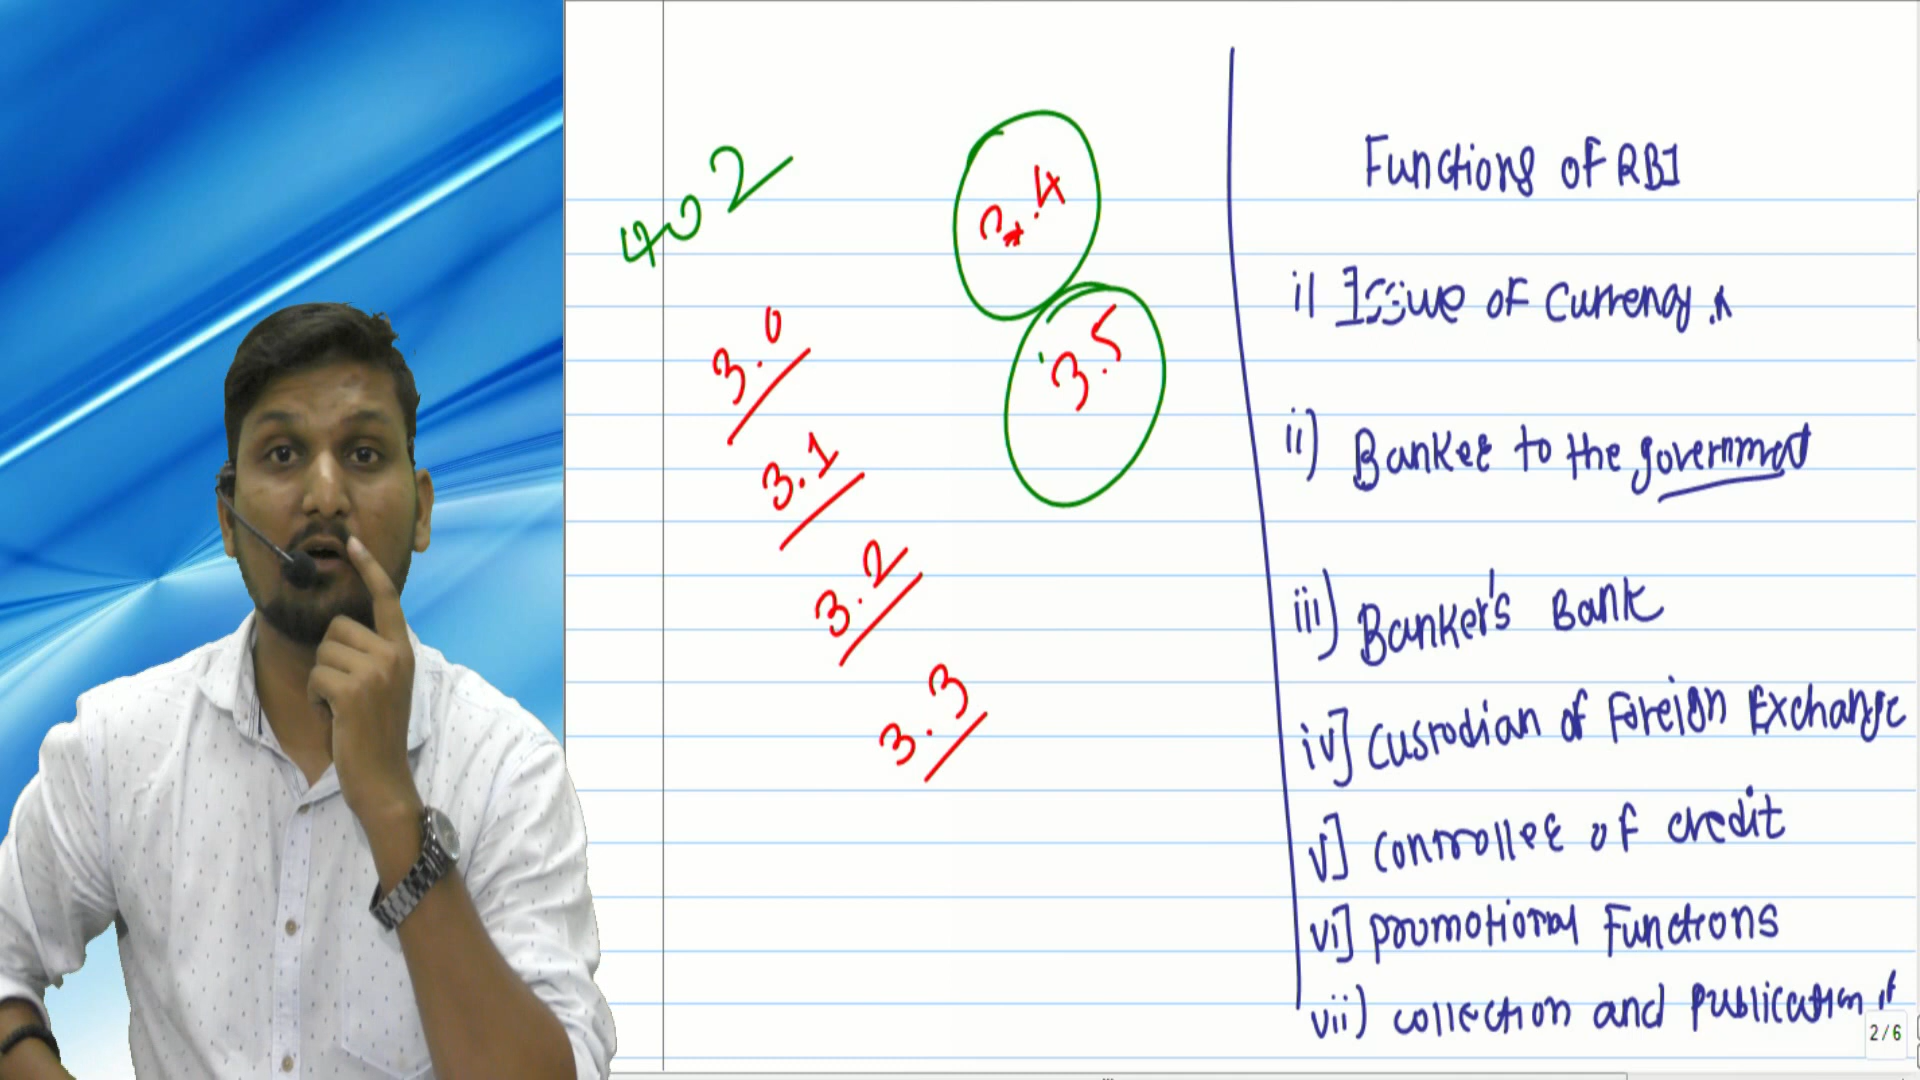 402
3.0
3.1
3.2
3.3
3.4
3.5
Functions of RBI
i] Issue of currency.
ii) Banker to the government
iii) Banker's Bank
iv] Custodian of Foreign Exchange
v] controller of credit
vi] promotional Functions
vii) collection and publication
2/6